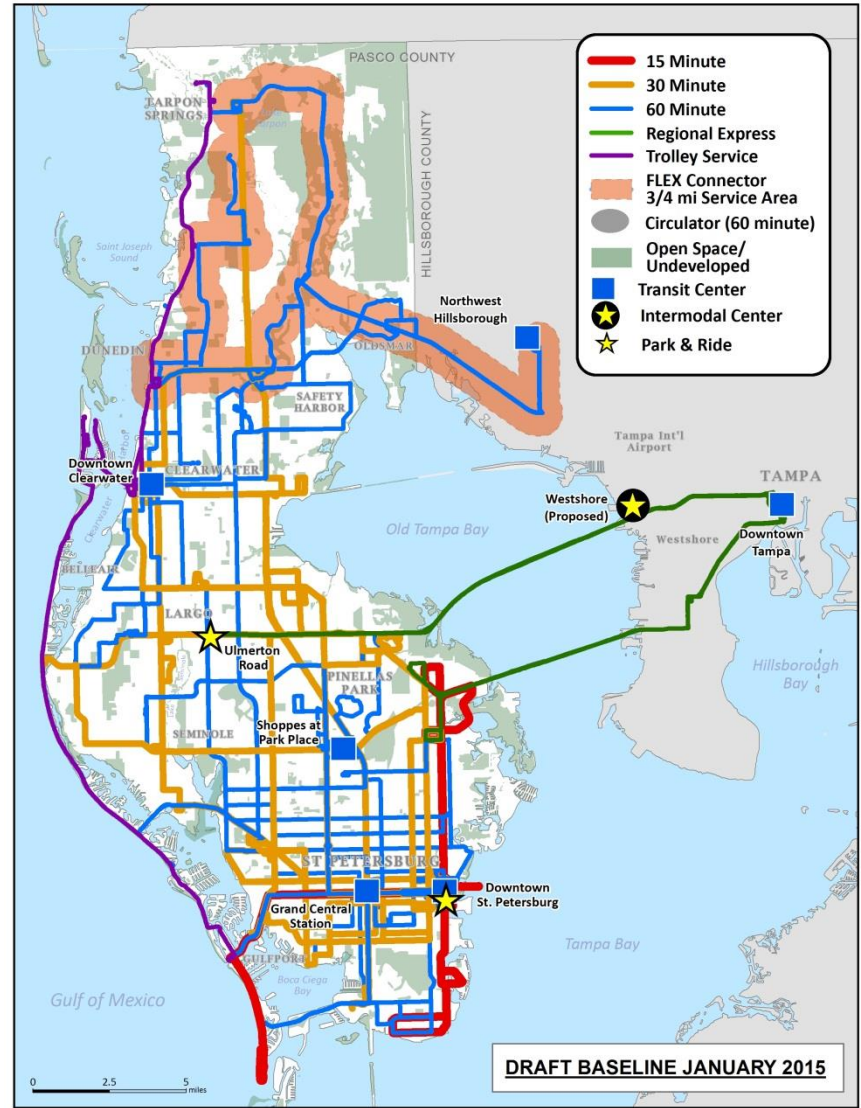 PASCO COUNTY
HILLSBOROUGH COUNTY
15 Minute
30 Minute
60 Minute
Regional Express
Trolley Service
FLEX Connector
3/4 mi Service Area
Circulator (60 minute)
Open Space/
Undeveloped
Transit Center
Intermodal Center
Park & Ride
TARPON
SPRINGS
Saint Joseph
Sound
Northwest
Hillsborough
DUNEDIN
OLDSMAR
SAFETY
HARBOR
Tampa Int'l
Airport
Downtown
Clearwater
CLEARWATER
TAMPA
Westshore
(Proposed)
Old Tampa Bay
Westshore
Downtown
Tampa
Clearwater
BELLEAIR
LARGO
Ulmerton
Road
PINELLAS
PARK
Hillsborough
Bay
SEMINOLE
Shoppes at
Park Place
ST PETERSBURG
Grand Central
Station
Downtown
St. Petersburg
GULFPORT
Boca Ciega
Bay
Tampa Bay
Gulf of Mexico
DRAFT BASELINE JANUARY 2015
0 2.5 5
miles